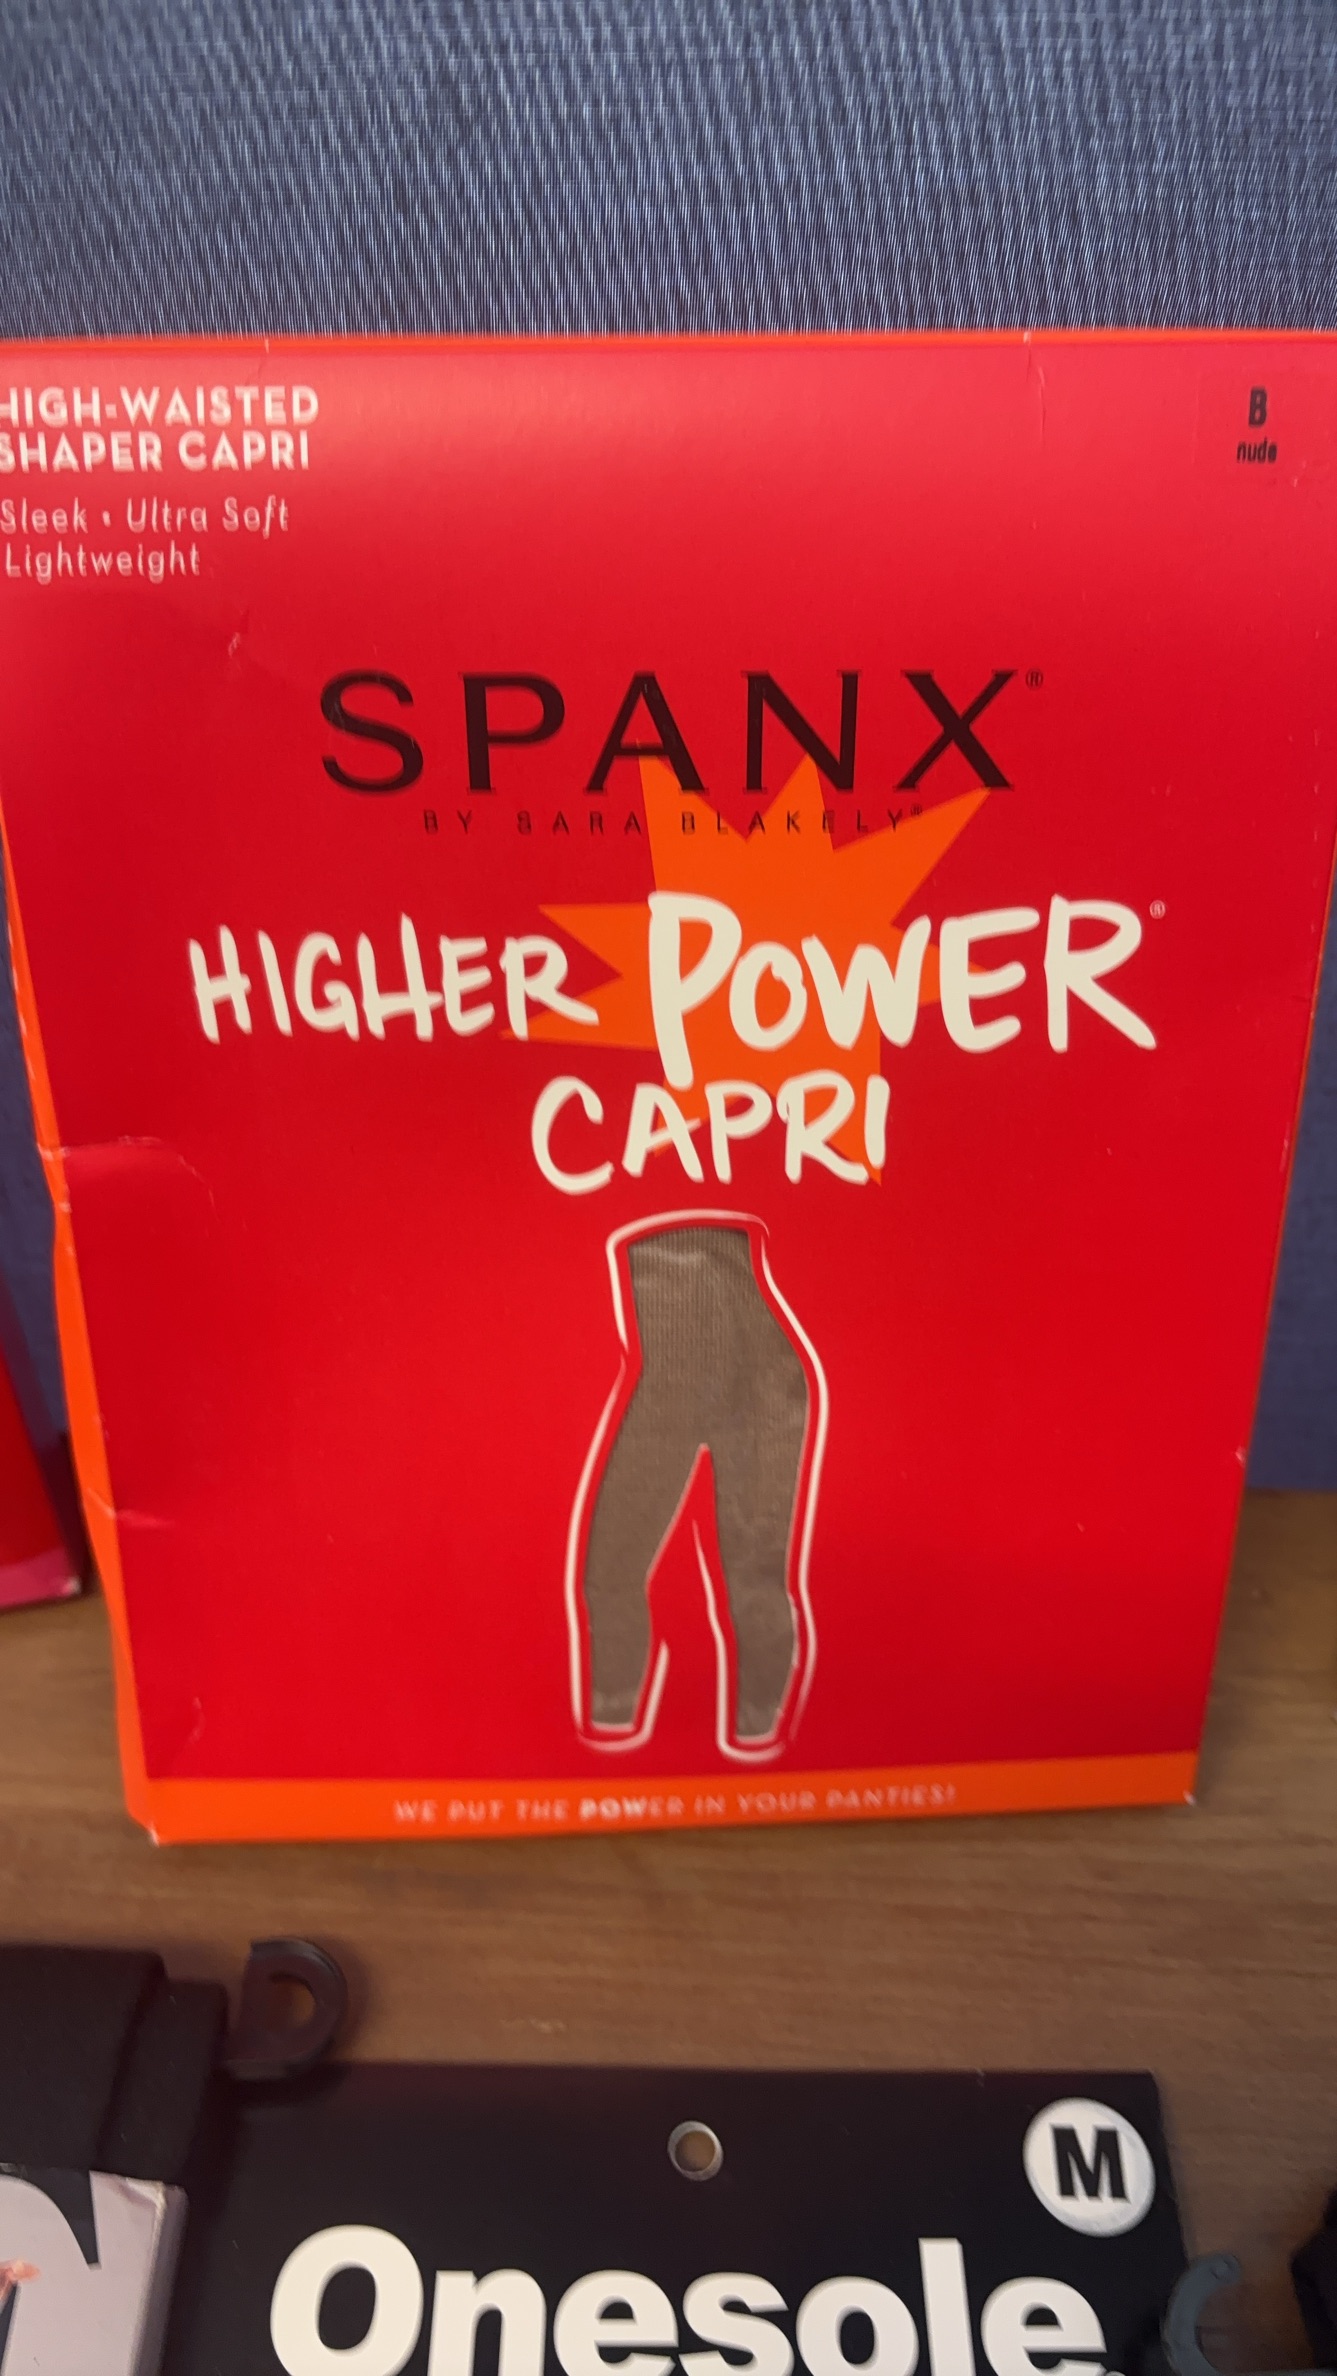 HIGH-WAISTED
SHAPER CAPRI
Sleek • Ultra Soft
Lightweight
B
nude
SPANX®
BY SARA BLAKELY®
HIGHER POWER®
CAPRI
WE PUT THE POWER IN YOUR PANTIES!
M
Onesole